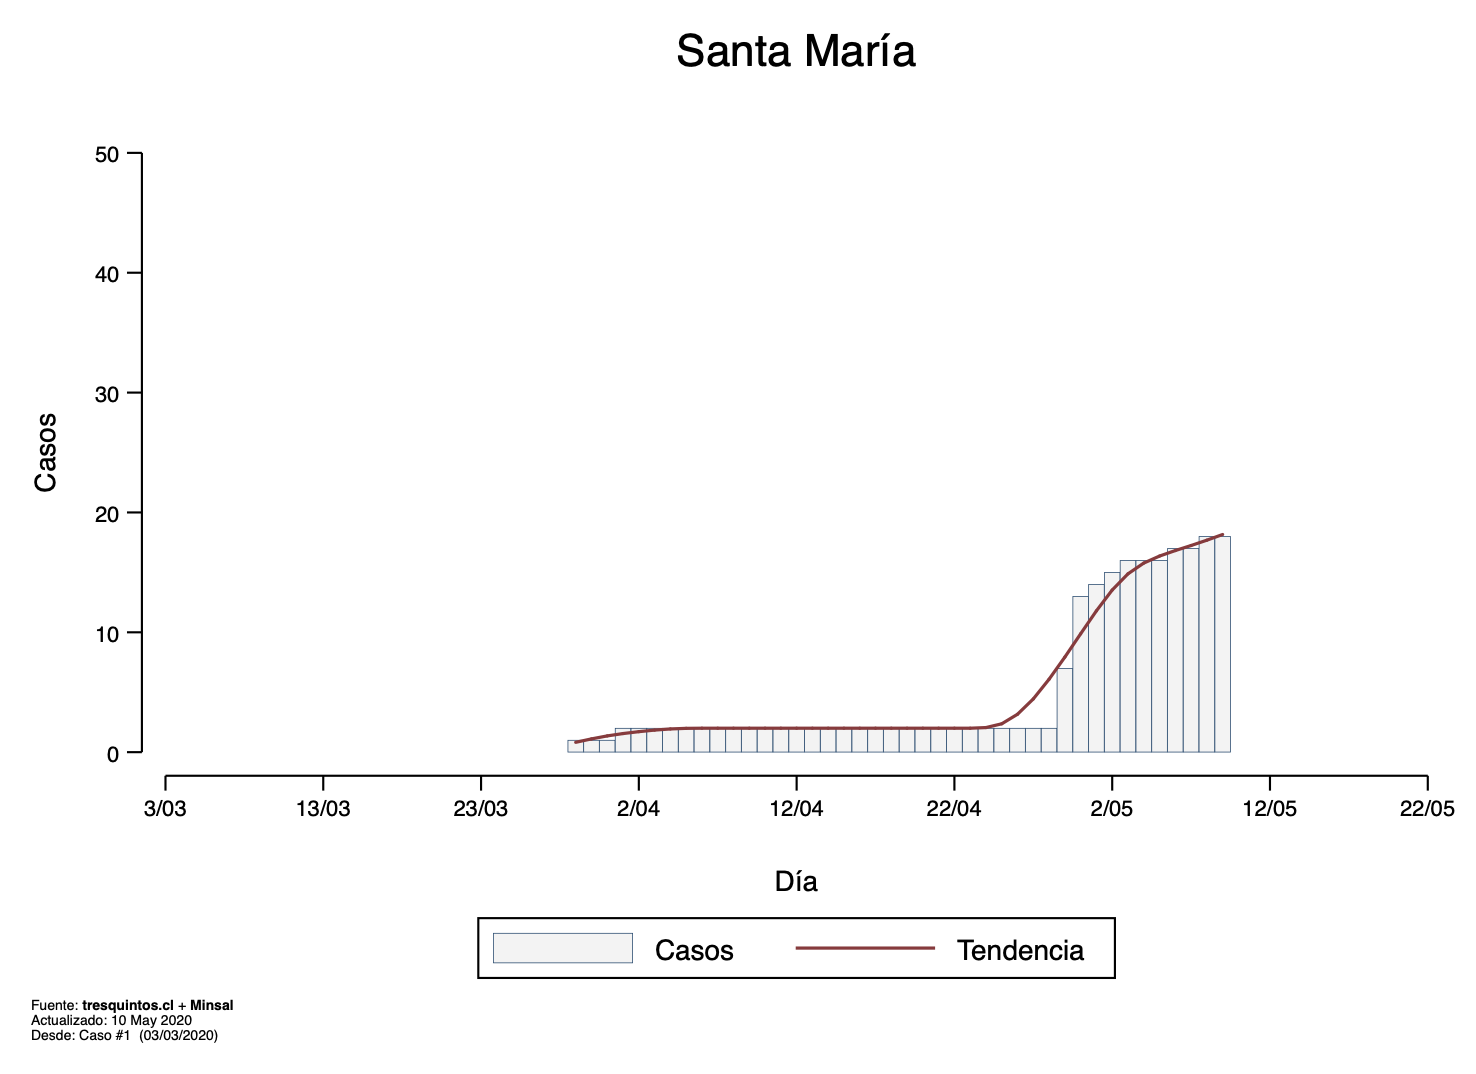 Santa María
50
40
30
20
10
0
Casos
3/03 13/03 23/03 2/04 12/04 22/04 2/05 12/05 22/05
Día
Casos Tendencia
Fuente: tresquintos.cl + Minsal
Actualizado: 10 May 2020
Desde: Caso #1 (03/03/2020)